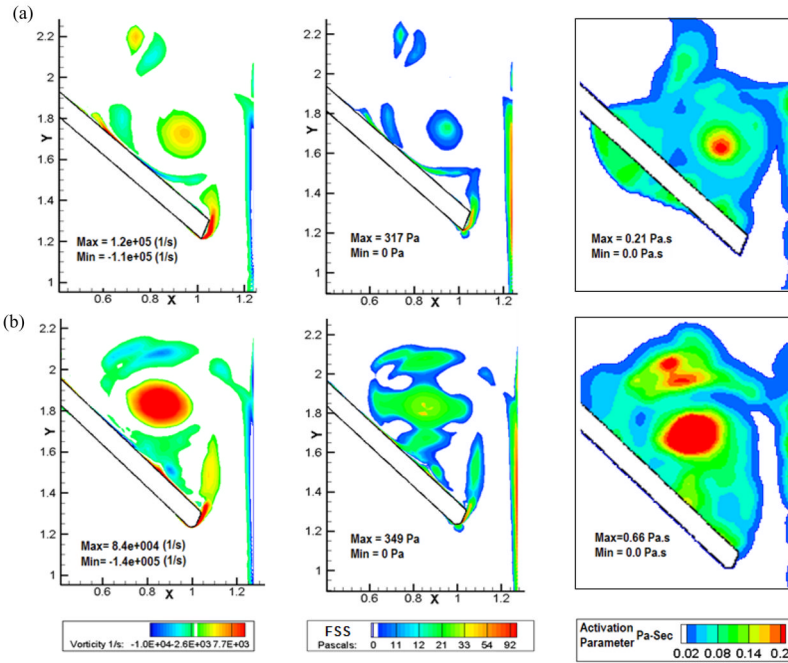 (a)
2.2
2
1.8
Y
1.6
1.4
1.2
1
Max = 1.2e+05 (1/s)
Min = -1.1e+05 (1/s)
0.6
0.8
X
1
1.2
2.2
2
1.8
Y
1.6
1.4
1.2
1
Max = 317 Pa
Min = 0 Pa
0.6
0.8
X
1
1.2
Max = 0.21 Pa.s
Min = 0.0 Pa.s
(b)
2.2
2
1.8
Y
1.6
1.4
1.2
1
Max= 8.4e+004 (1/s)
Min= -1.4e+005 (1/s)
0.6
0.8
X
1
1.2
2.2
2
1.8
Y
1.6
1.4
1.2
1
Max= 349 Pa
Min = 0 Pa
0.6
0.8
X
1
1.2
Max=0.66 Pa.s
Min = 0.0 Pa.s
Vorticity 1/s: -1.0E+04 -2.6E+03 7.7E+03
FSS
Pascals: 0 11 12 33 54 92
Activation
Parameter Pa-Sec
0.02 0.08 0.14 0.2